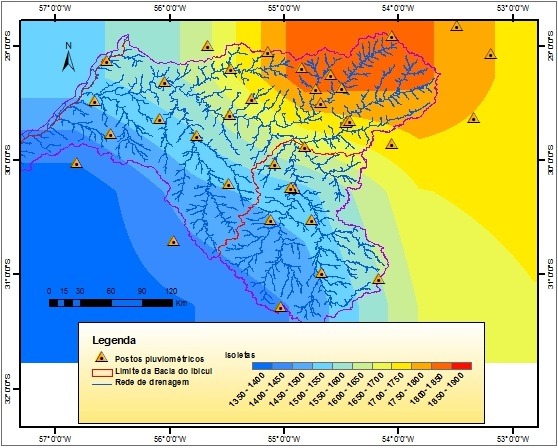 57°0'0"S 56°0'0"S 55°0'0"S 54°0'0"S 53°0'0"S
29°0'0"S
30°0'0"S
31°0'0"S
32°0'0"S
N
29°0'0"S
30°0'0"S
31°0'0"S
32°0'0"S
0 15 30 60 90 120
Km
Legenda
Postos pluviométricos
Limite da Bacia do Ibicuí
Rede de drenagem
Isoietas
1350 - 1400
1400 - 1450
1450 - 1500
1500 - 1550
1550 - 1600
1600 - 1650
1650 - 1700
1700 - 1750
1750 - 1800
1800 - 1850
1850 - 1900
57°0'0"S 56°0'0"S 55°0'0"S 54°0'0"S 53°0'0"S